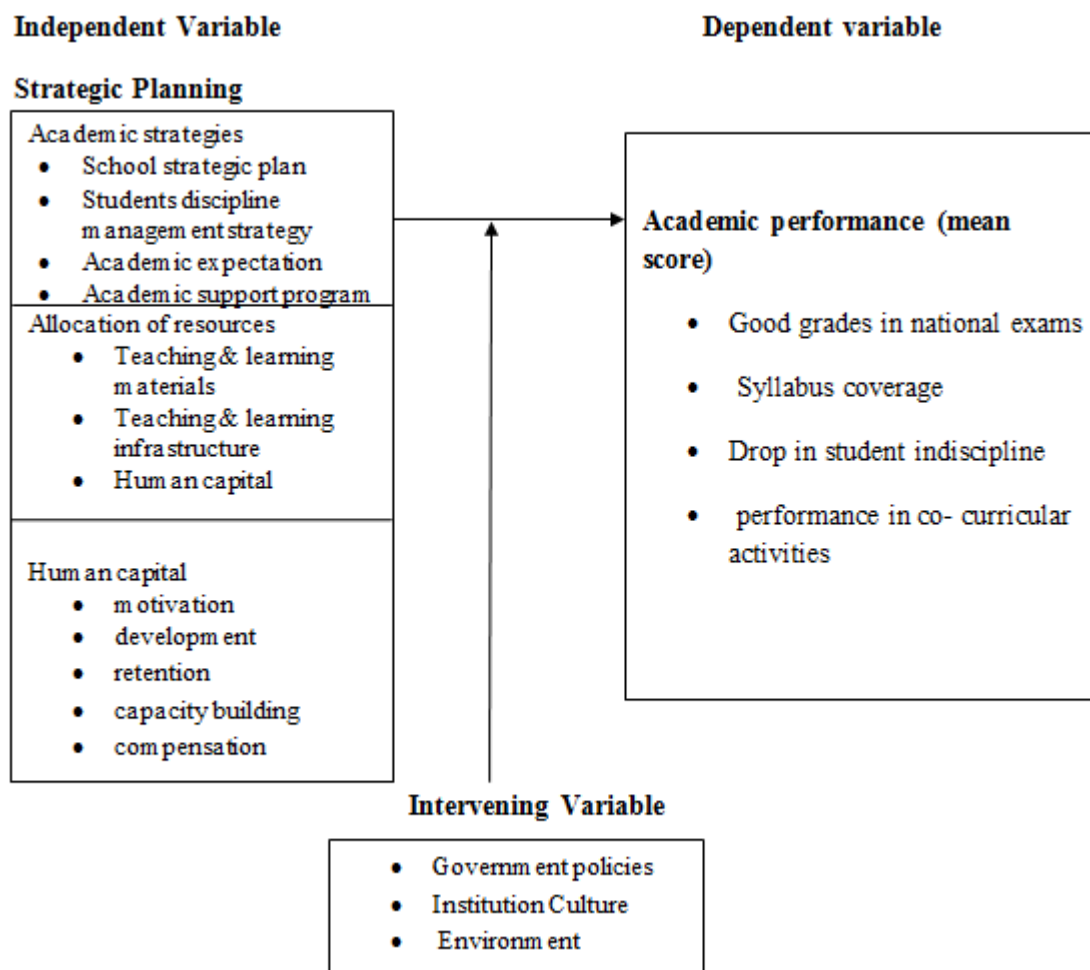 Independent Variable
Dependent variable
Strategic Planning
Academic strategies
• School strategic plan
• Students discipline
management strategy
• Academic expectation
• Academic support program
Allocation of resources
• Teaching & learning
materials
• Teaching & learning
infrastructure
• Human capital
Human capital
• motivation
• development
• retention
• capacity building
• compensation
Academic performance (mean
score)
• Good grades in national exams
• Syllabus coverage
• Drop in student indiscipline
• performance in co- curricular
activities
Intervening Variable
• Government policies
• Institution Culture
• Environment